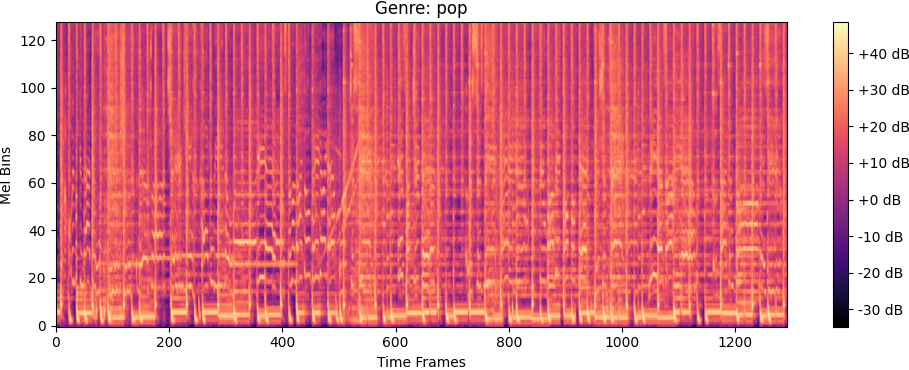 Genre: pop
120
100
80
60
40
20
0
Mel Bins
0 200 400 600 800 1000 1200
Time Frames
+40 dB
+30 dB
+20 dB
+10 dB
+0 dB
-10 dB
-20 dB
-30 dB